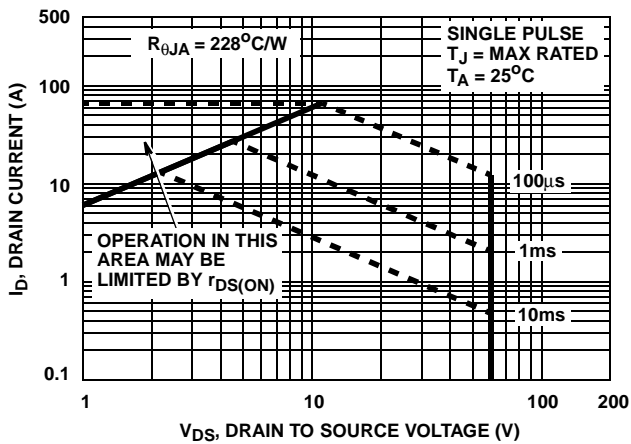 500
100
10
1
0.1
I_D, DRAIN CURRENT (A)
RθJA = 228°C/W
SINGLE PULSE
TJ = MAX RATED
TA = 25°C
100μs
1ms
10ms
OPERATION IN THIS
AREA MAY BE
LIMITED BY rDS(ON)
1
10
100
200
VDS, DRAIN TO SOURCE VOLTAGE (V)